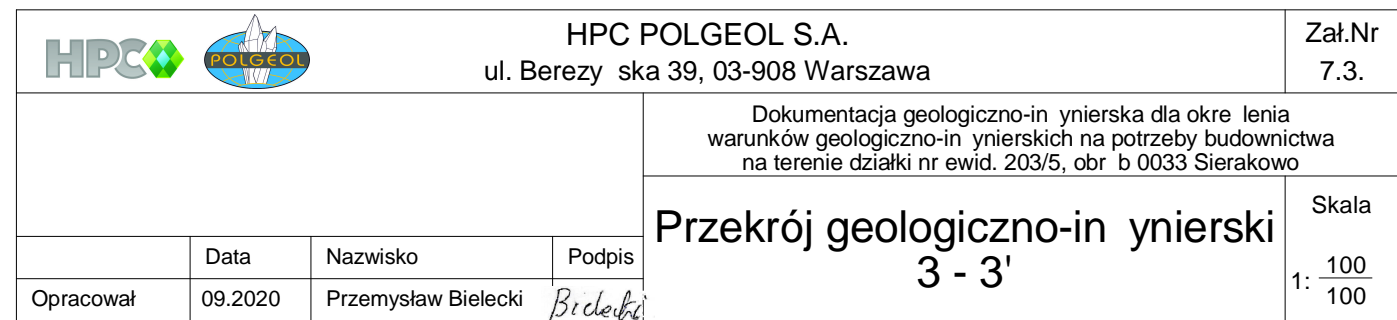 HPC
POLGEOL
HPC POLGEOL S.A.
ul. Berezy ska 39, 03-908 Warszawa
Zał.Nr
7.3.
Dokumentacja geologiczno-in ynierska dla okre lenia
warunków geologiczno-in ynierskich na potrzeby budownictwa
na terenie działki nr ewid. 203/5, obr b 0033 Sierakowo
Przekrój geologiczno-in ynierski
3 - 3'
Skala
1: 100
100
Data Nazwisko Podpis
Opracował 09.2020 Przemysław Bielecki Bielecki